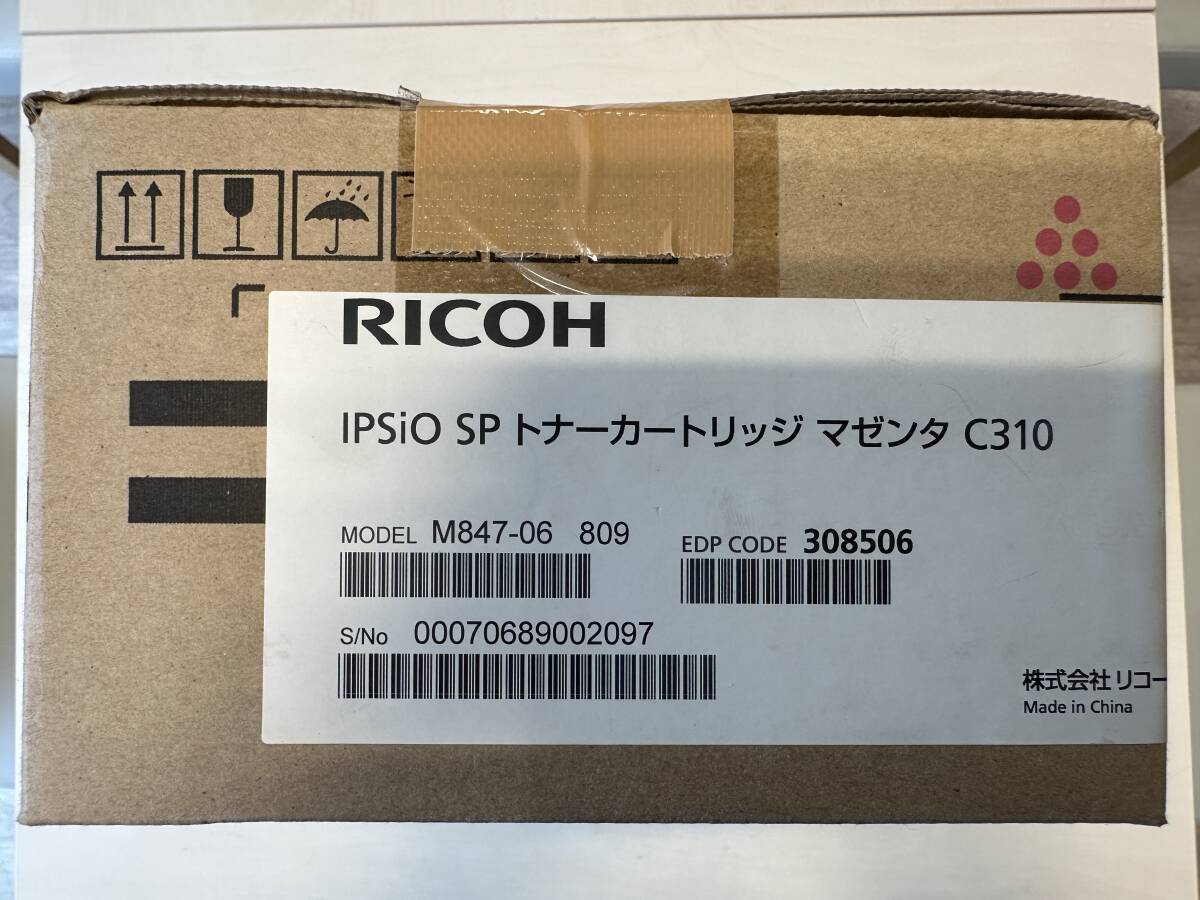 RICOH
IPSiO SP トナーカートリッジ マゼンタ C310
MODEL M847-06 809
EDP CODE 308506
S/No 00070689002097
株式会社リコー
Made in China